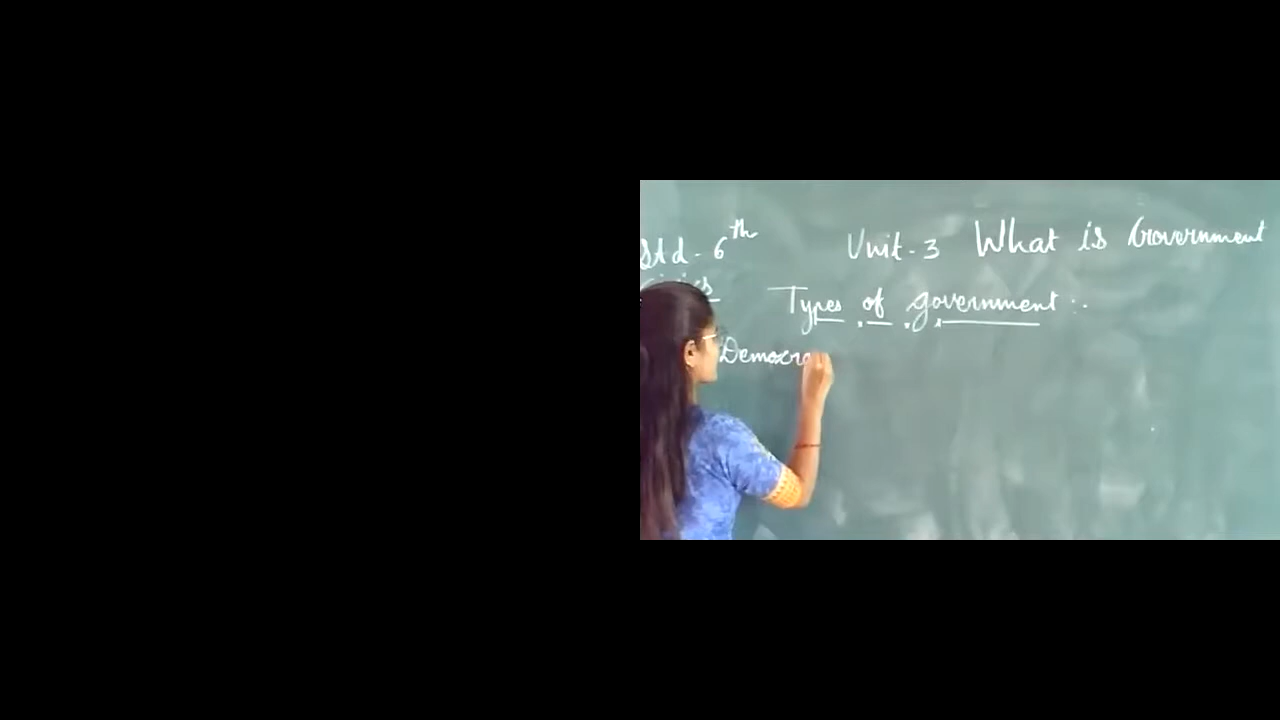 Std - 6th Unit - 3 What is Government
Types of government :-
Democra